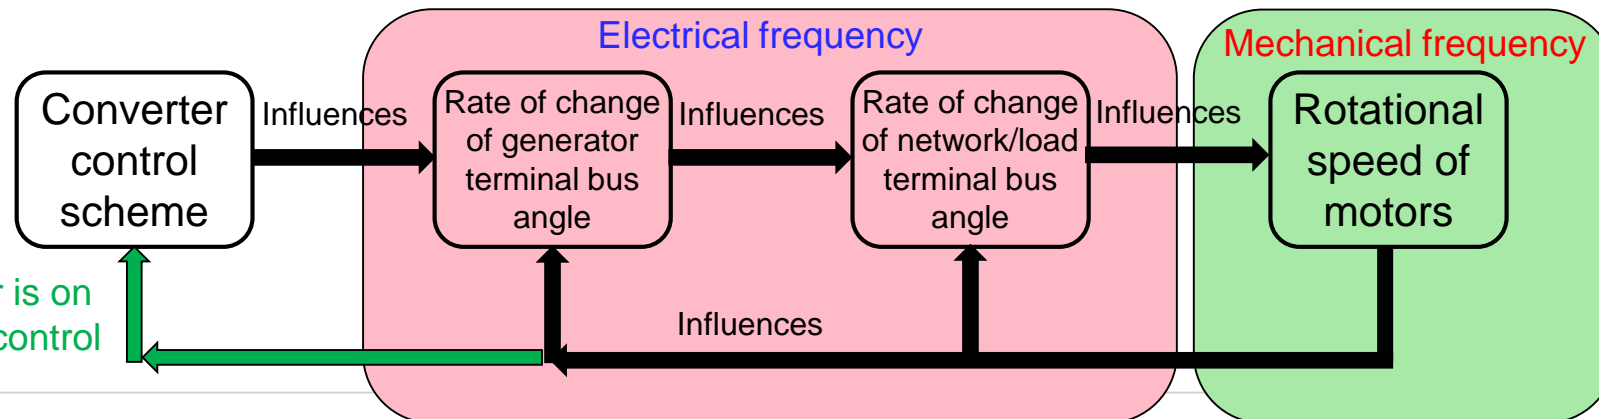 Electrical frequency
Mechanical frequency
Converter
control
scheme
Influences
Rate of change
of generator
terminal bus
angle
Influences
Rate of change
of network/load
terminal bus
angle
Influences
Rotational
speed of
motors
is on
control
Influences